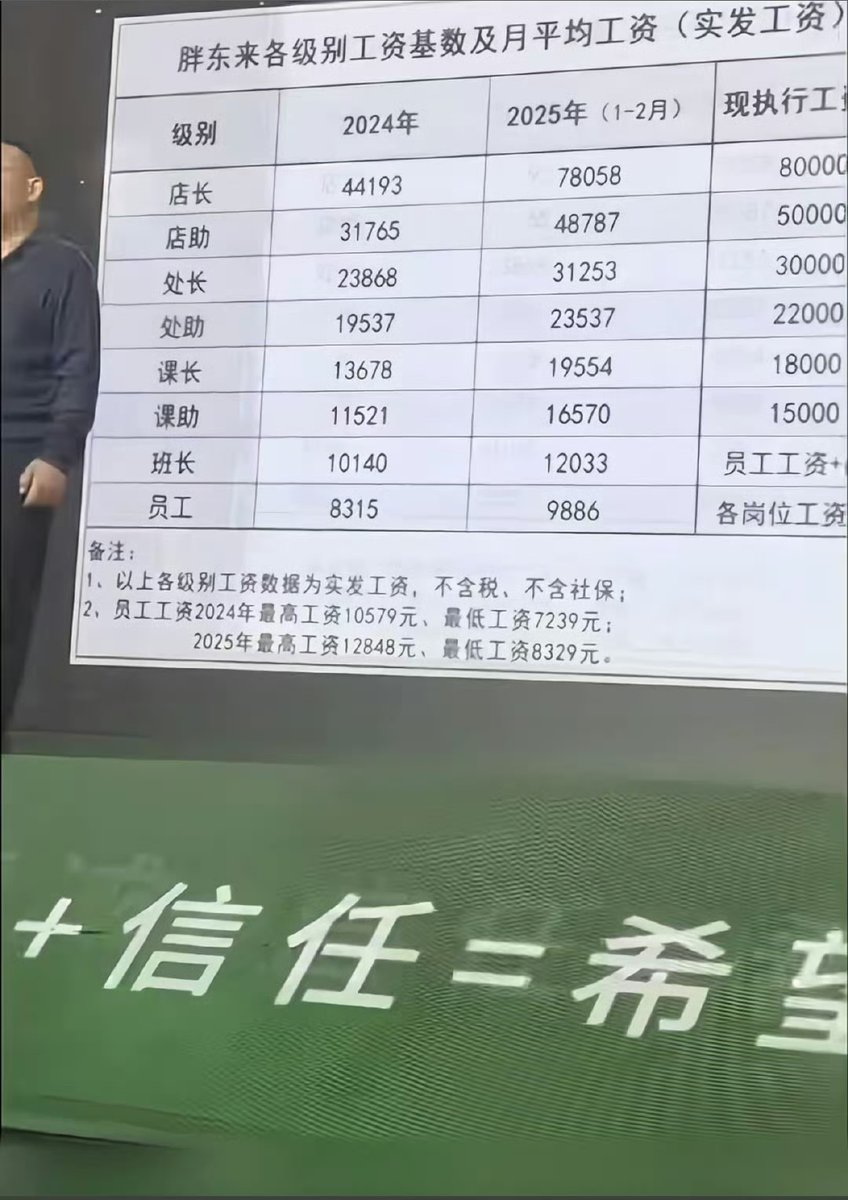 胖东来各级别工资基数及月平均工资（实发工资）
级别 2024年 2025年（1-2月） 现执行工
店长 44193 78058 80000
店助 31765 48787 50000
处长 23868 31253 30000
处助 19537 23537 22000
课长 13678 19554 18000
课助 11521 16570 15000
班长 10140 12033 员工工资+
员工 8315 9886 各岗位工资
备注：
1、以上各级别工资数据为实发工资，不含税、不含社保；
2、员工工资2024年最高工资10579元、最低工资7239元；
2025年最高工资12848元、最低工资8329元。
+信任=希望